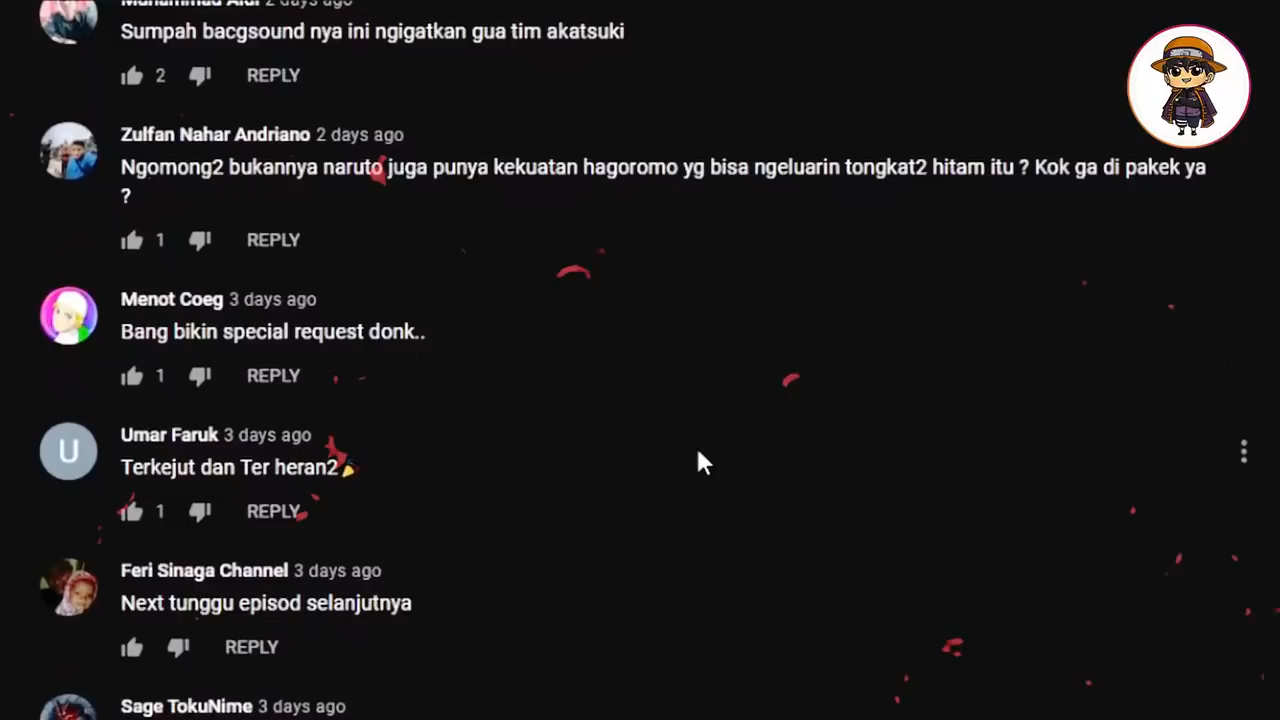 Muhammad Aldi 2 days ago
Sumpah bacgsound nya ini ngigatkan gua tim akatsuki
2 REPLY
Zulfan Nahar Andriano 2 days ago
Ngomong2 bukannya naruto juga punya kekuatan hagoromo yg bisa ngeluarin tongkat2 hitam itu ? Kok ga di pakek ya
?
1 REPLY
Menot Coeg 3 days ago
Bang bikin special request donk..
1 REPLY
U
Umar Faruk 3 days ago
Terkejut dan Ter heran2
1 REPLY
Feri Sinaga Channel 3 days ago
Next tunggu episod selanjutnya
REPLY
Sage TokuNime 3 days ago